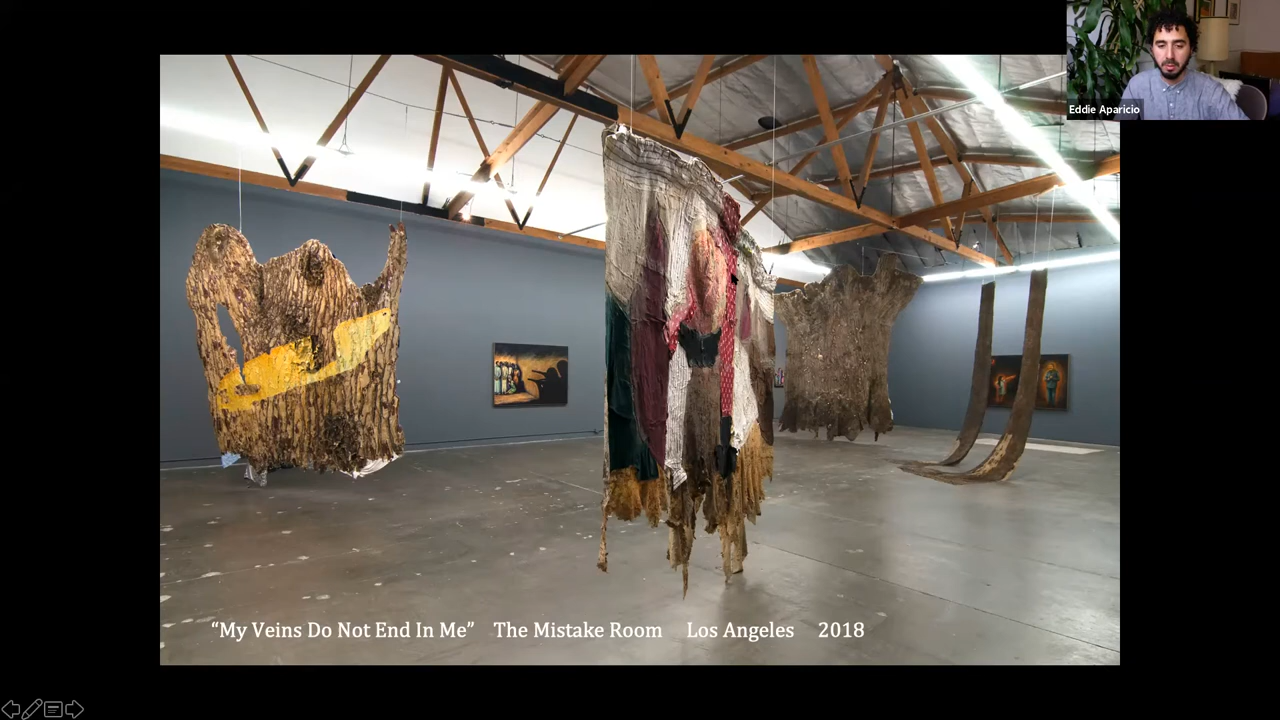 Eddie Aparicio
“My Veins Do Not End In Me” The Mistake Room Los Angeles 2018